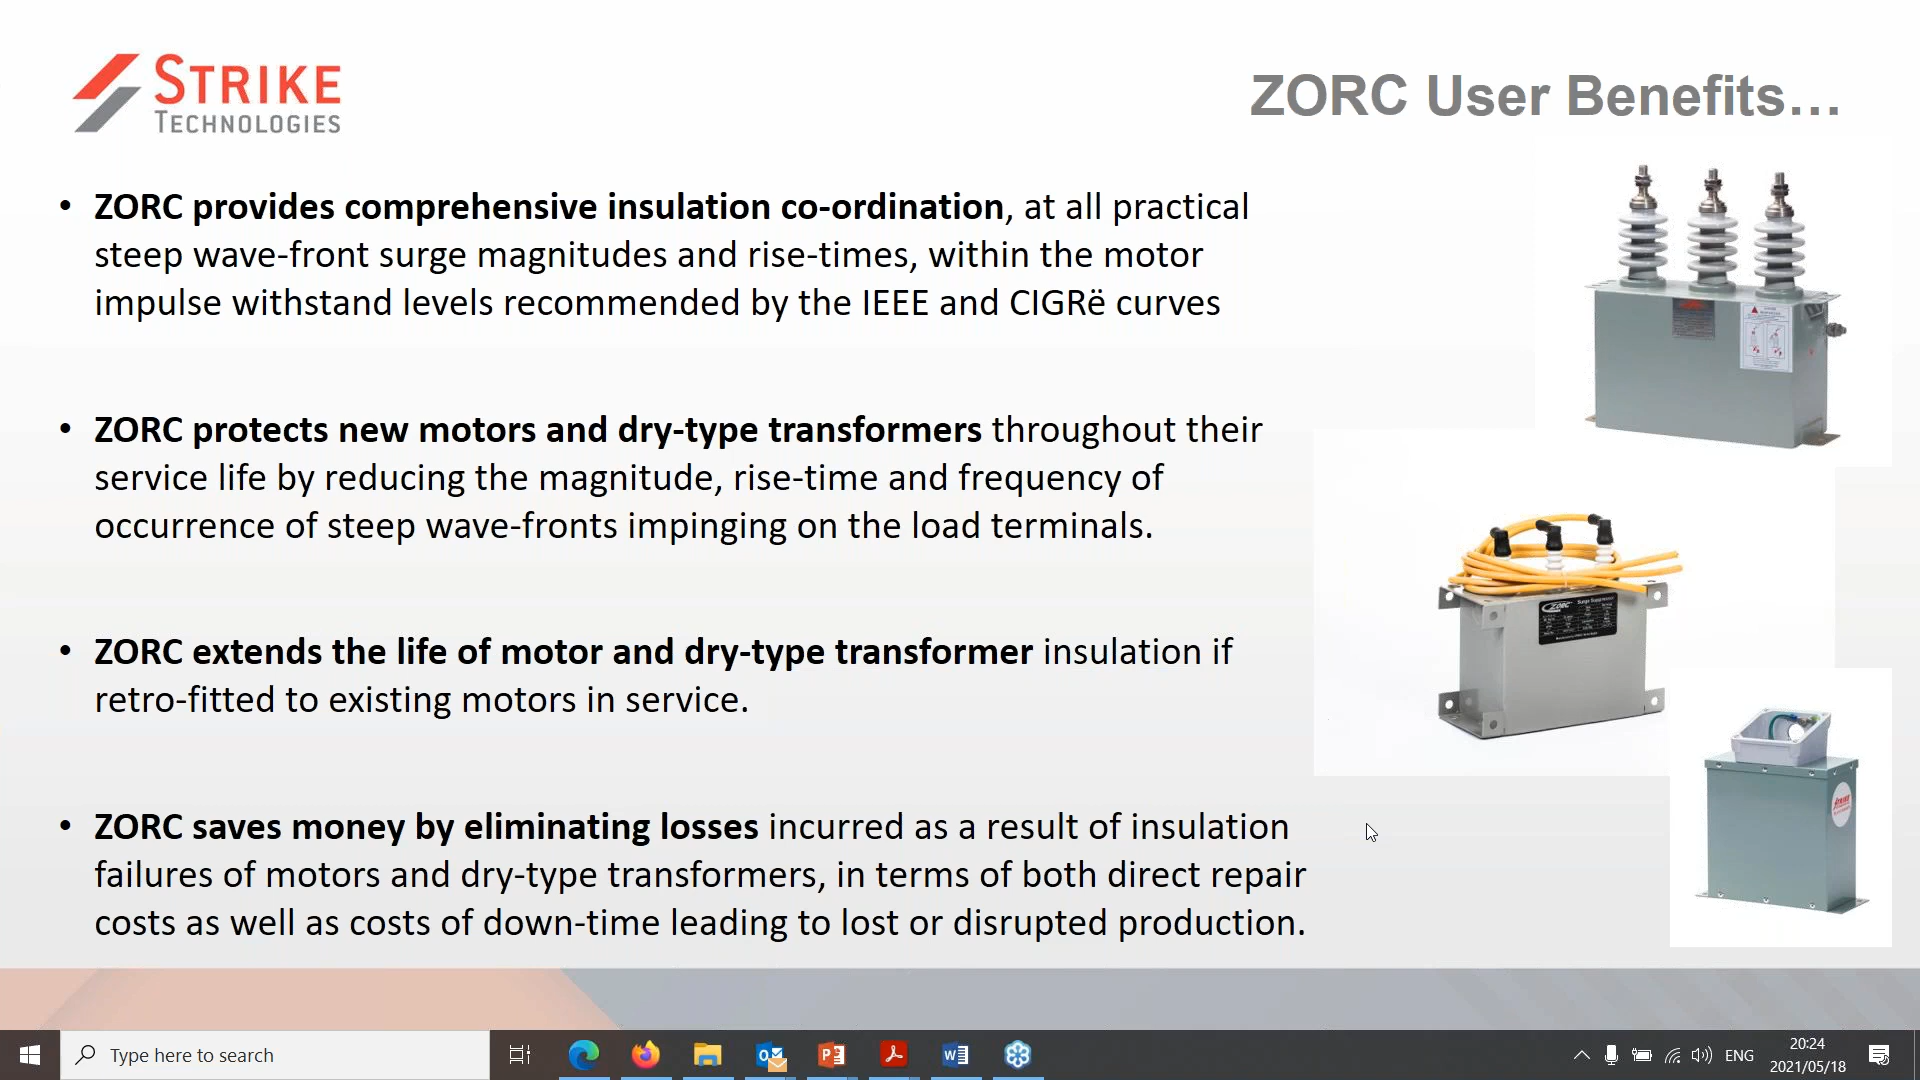 STRIKE
TECHNOLOGIES
ZORC User Benefits…
• ZORC provides comprehensive insulation co-ordination, at all practical
steep wave-front surge magnitudes and rise-times, within the motor
impulse withstand levels recommended by the IEEE and CIGRë curves
• ZORC protects new motors and dry-type transformers throughout their
service life by reducing the magnitude, rise-time and frequency of
occurrence of steep wave-fronts impinging on the load terminals.
• ZORC extends the life of motor and dry-type transformer insulation if
retro-fitted to existing motors in service.
• ZORC saves money by eliminating losses incurred as a result of insulation
failures of motors and dry-type transformers, in terms of both direct repair
costs as well as costs of down-time leading to lost or disrupted production.
ZORC Surge Suppressor
STRIKE
Type here to search
ENG
20:24
2021/05/18